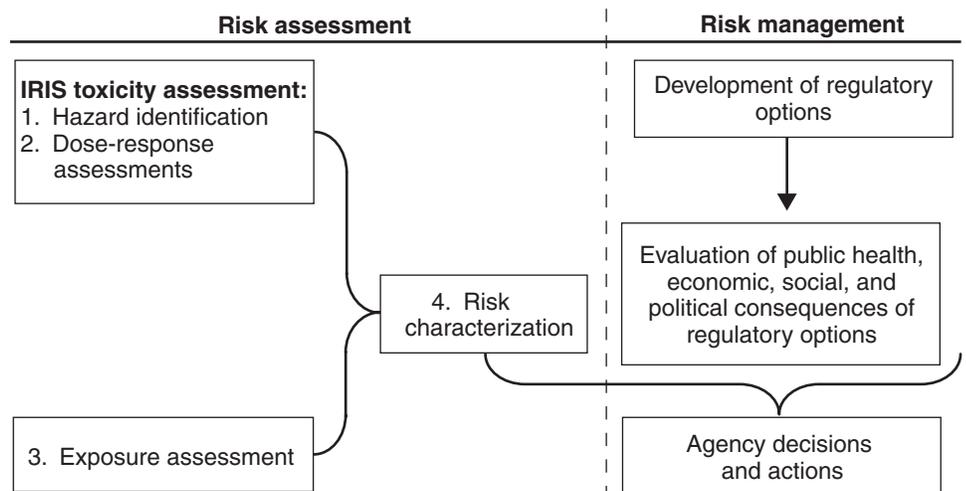 Risk assessment
Risk management
IRIS toxicity assessment:
1. Hazard identification
2. Dose-response
assessments
3. Exposure assessment
4. Risk
characterization
Development of regulatory
options
Evaluation of public health,
economic, social, and
political consequences of
regulatory options
Agency decisions
and actions